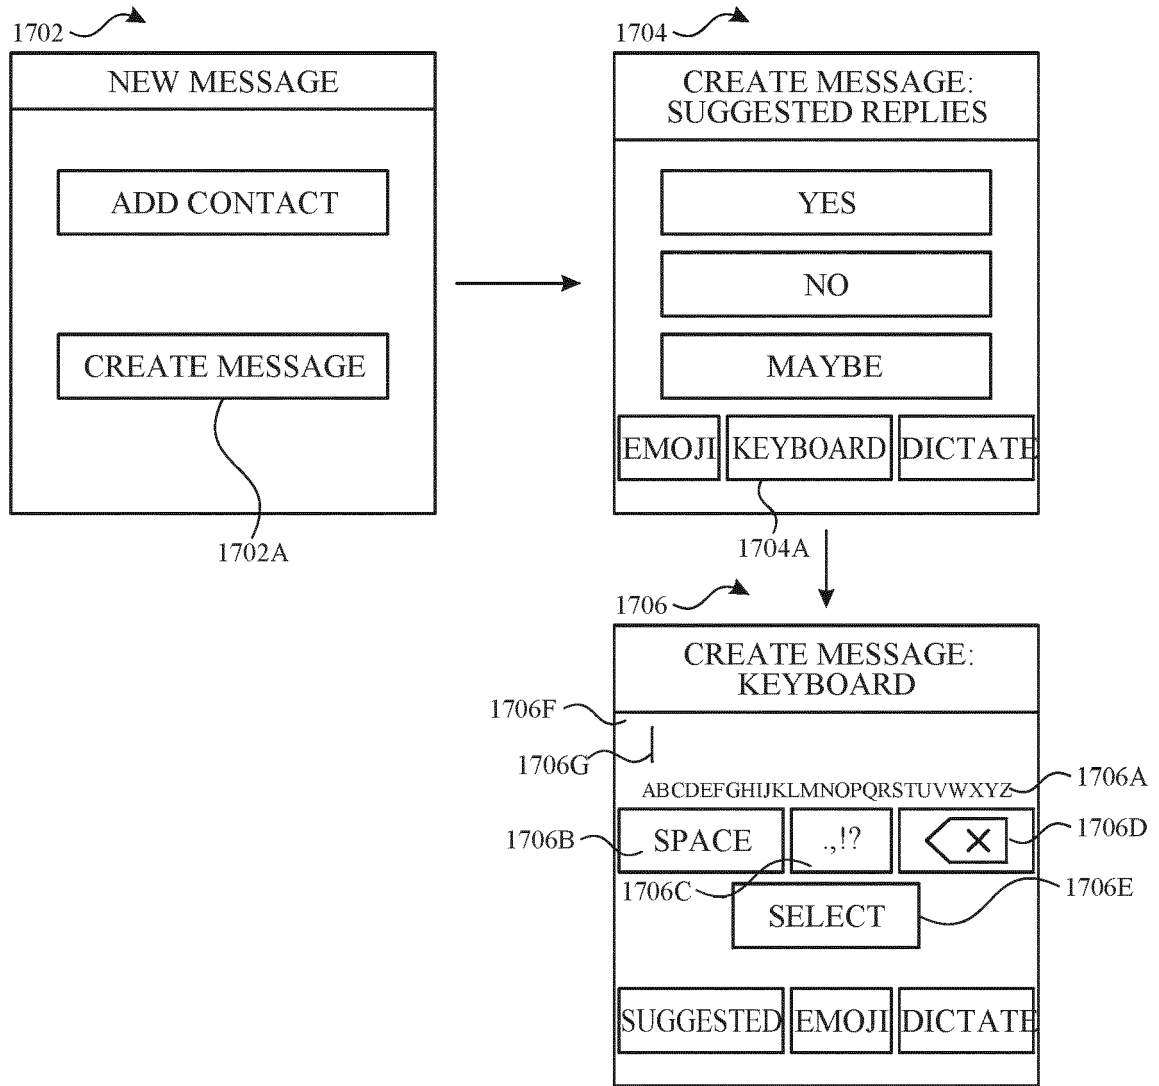 1702
NEW MESSAGE
ADD CONTACT
CREATE MESSAGE
1702A
1704
CREATE MESSAGE:
SUGGESTED REPLIES
YES
NO
MAYBE
EMOJI KEYBOARD DICTATE
1704A
1706
CREATE MESSAGE:
KEYBOARD
1706F
1706G
ABCDEFGHIJKLMNOPQRSTUVWXYZ 1706A
1706B SPACE .,!? X 1706D
1706C SELECT 1706E
SUGGESTED EMOJI DICTATE